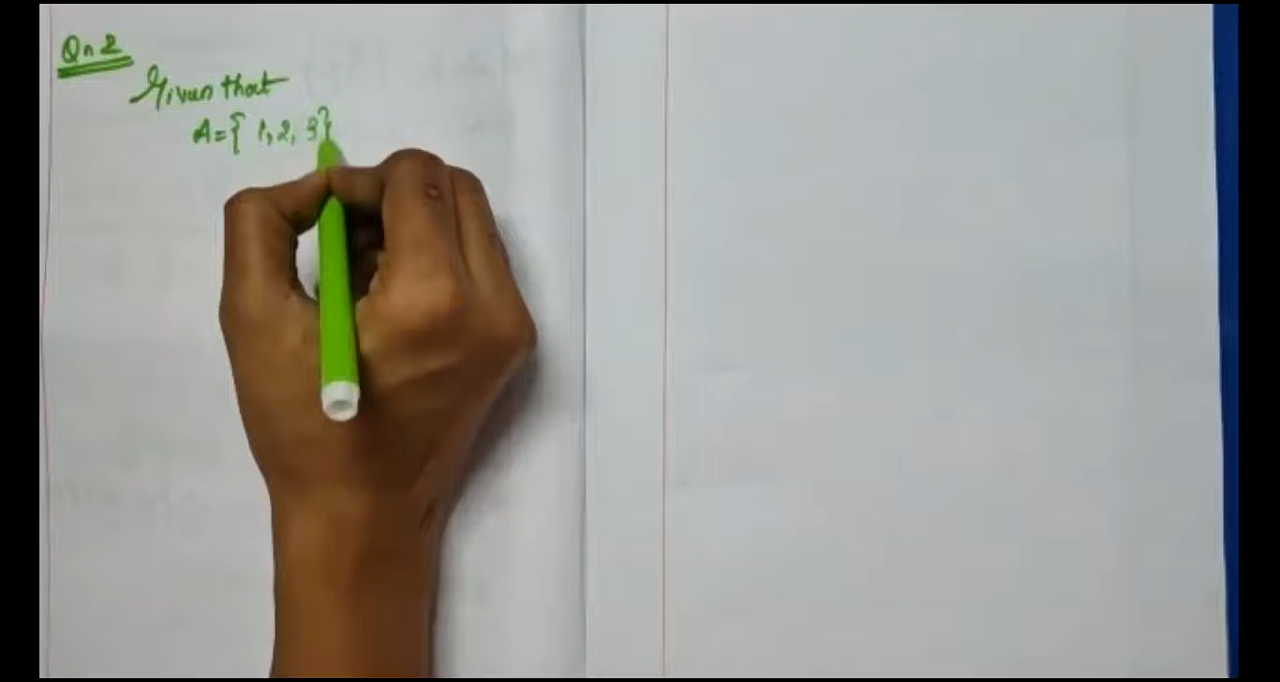 Qn 2
Given that
A = { 1, 2, 3}